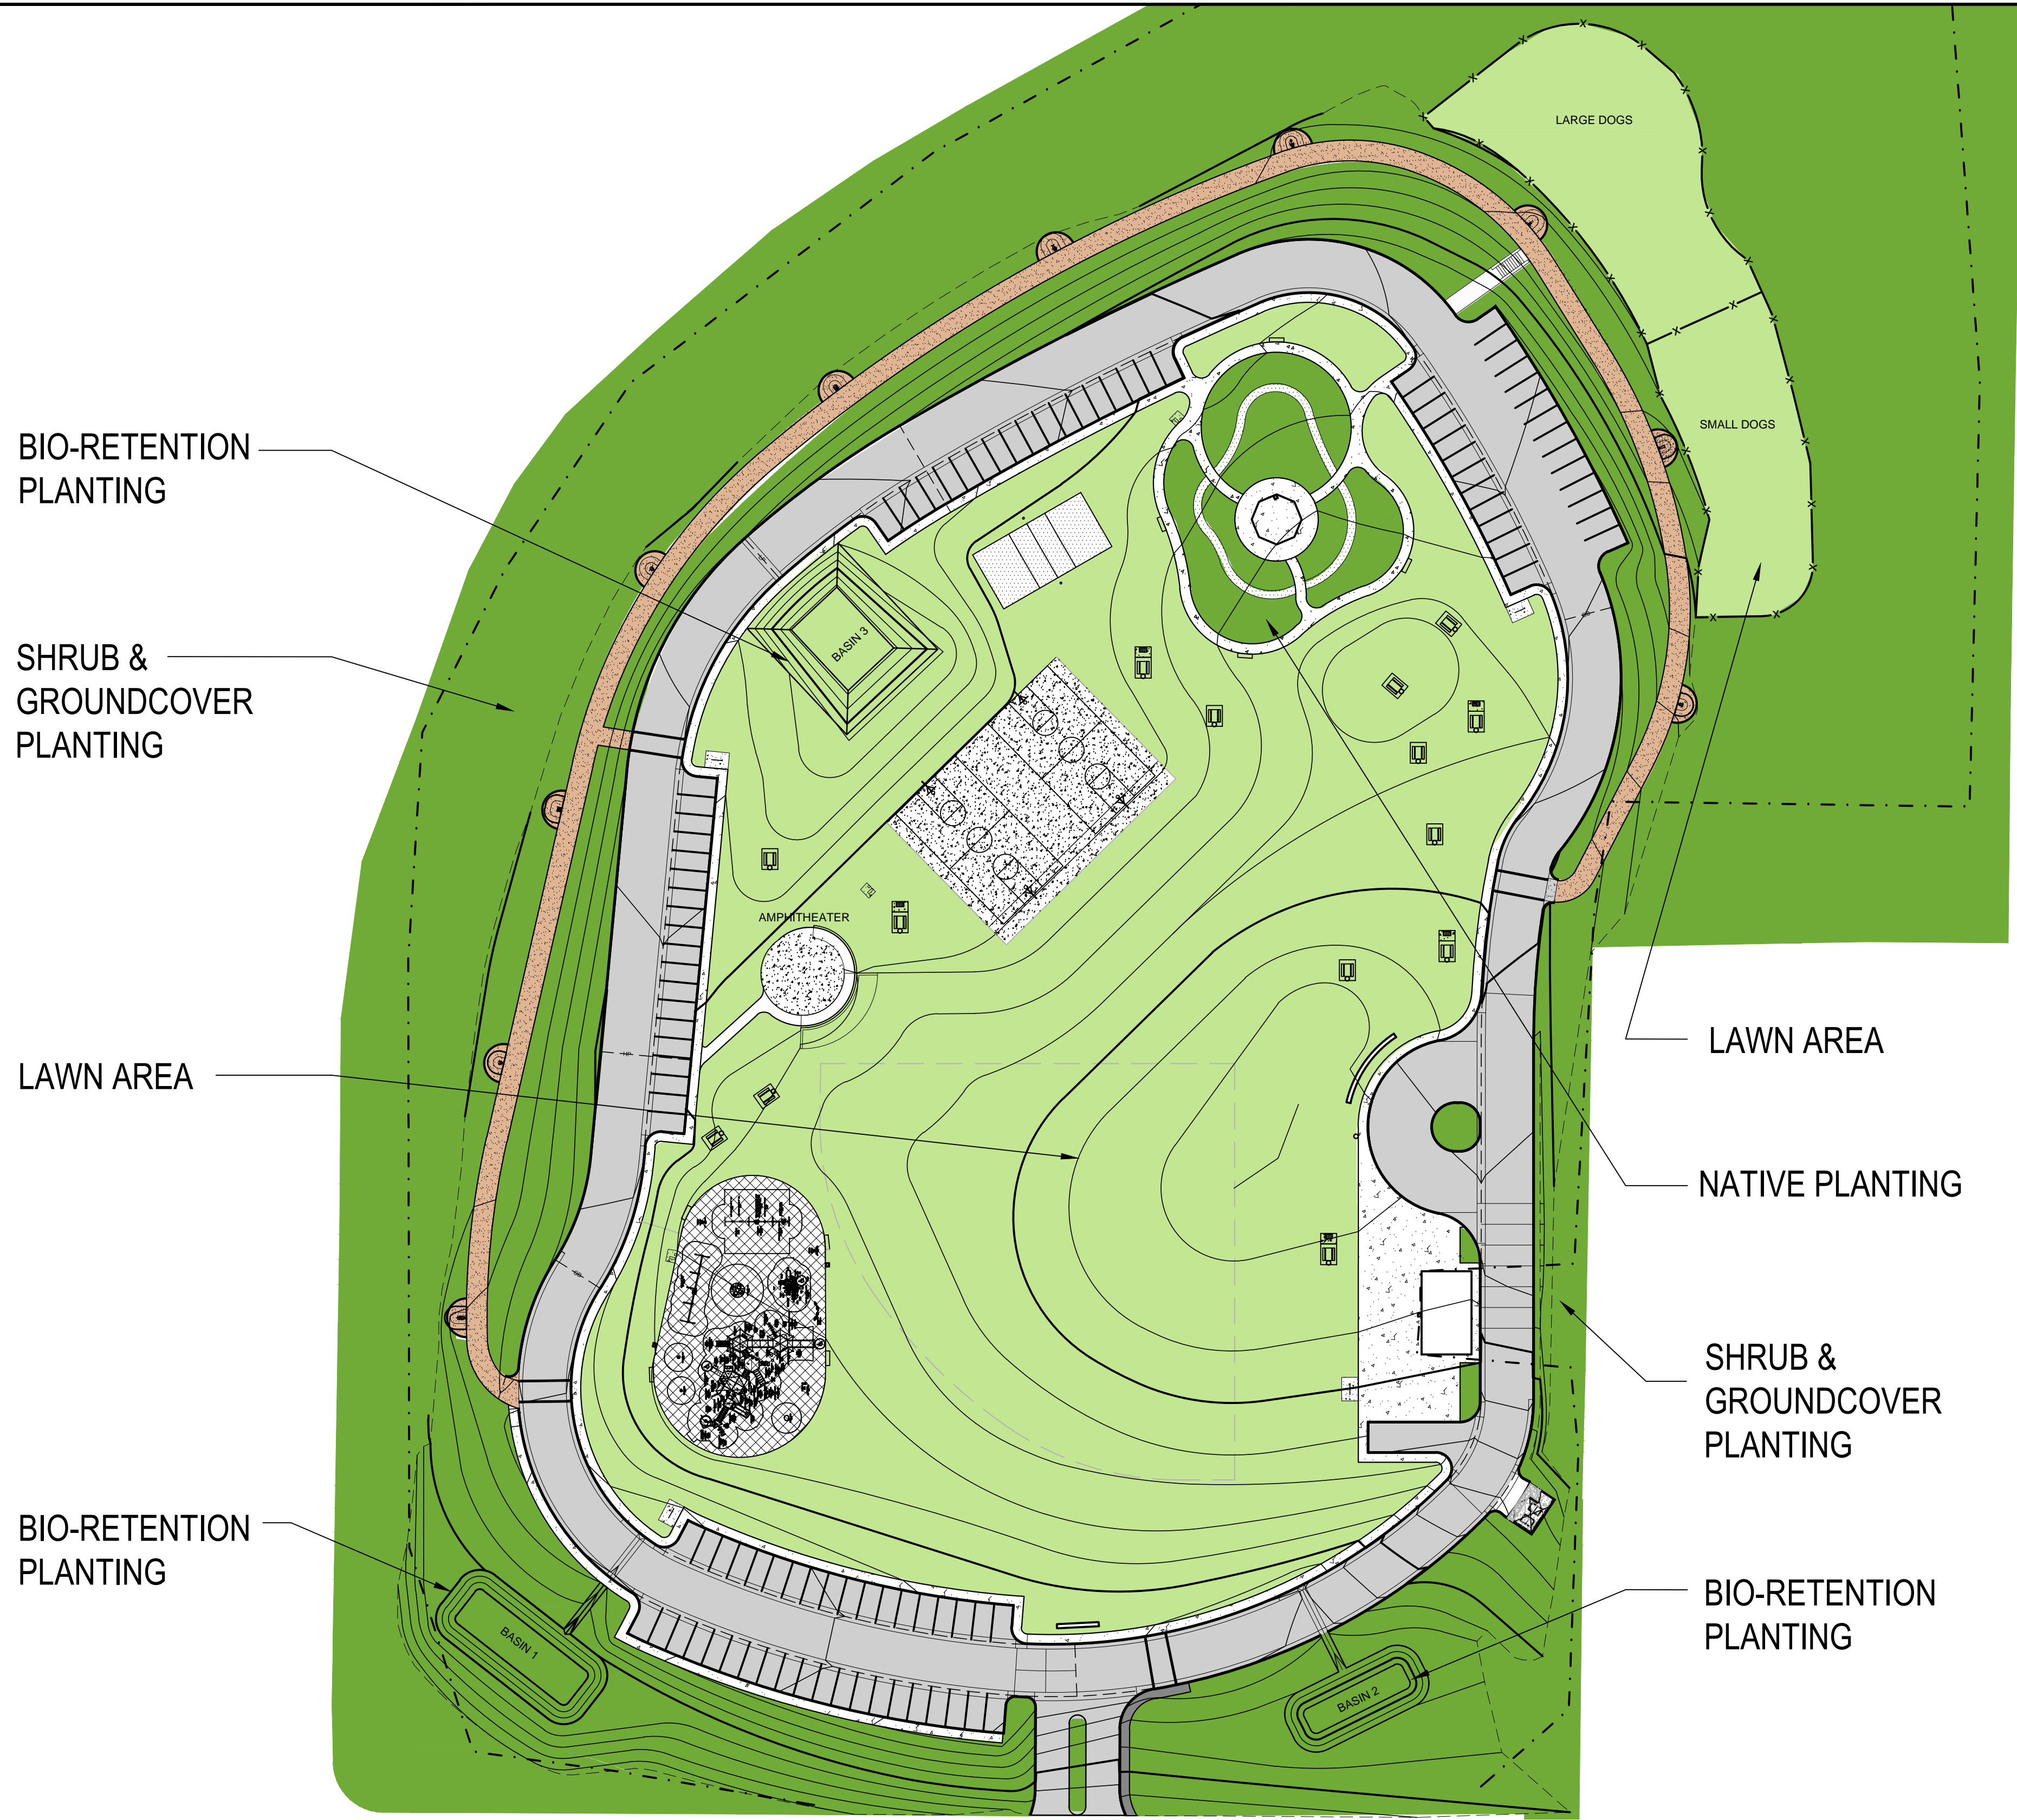 LARGE DOGS
SMALL DOGS
BIO-RETENTION
PLANTING
BASIN 3
SHRUB &
GROUNDCOVER
PLANTING
AMPHITHEATER
LAWN AREA
LAWN AREA
NATIVE PLANTING
SHRUB &
GROUNDCOVER
PLANTING
BIO-RETENTION
PLANTING
BASIN 1
BIO-RETENTION
PLANTING
BASIN 2